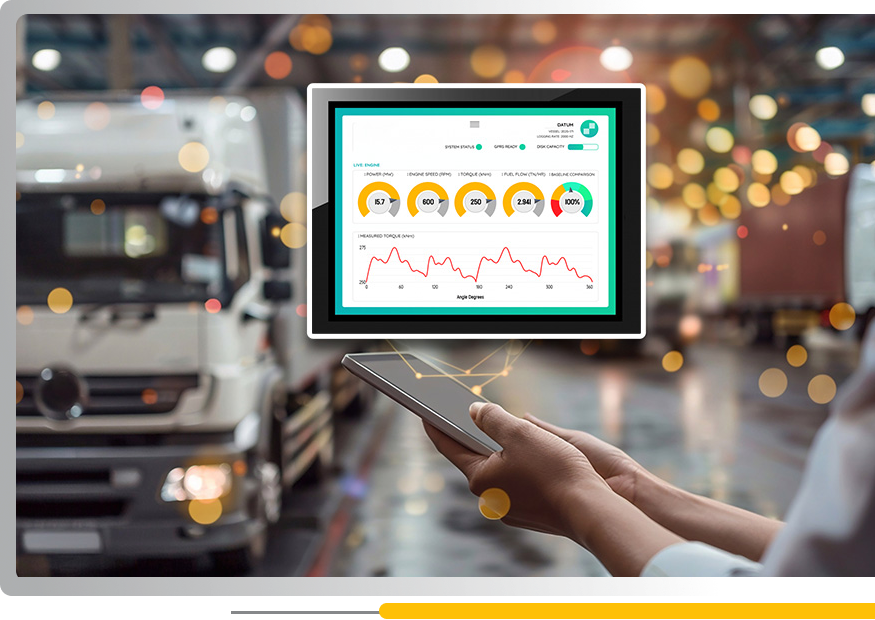 DATUM
SYSTEM STATUS GPRS READY DISK CAPACITY
LIVE: ENGINE
POWER (MW) ENGINE SPEED (RPM) TORQUE (kNm) FUEL FLOW (TN/HR) BASELINE COMPARISON
15.7 600 250 2.941 100%
MEASURED TORQUE (kNm)
275
250
0 60 120 180 240 300 360
Angle Degrees